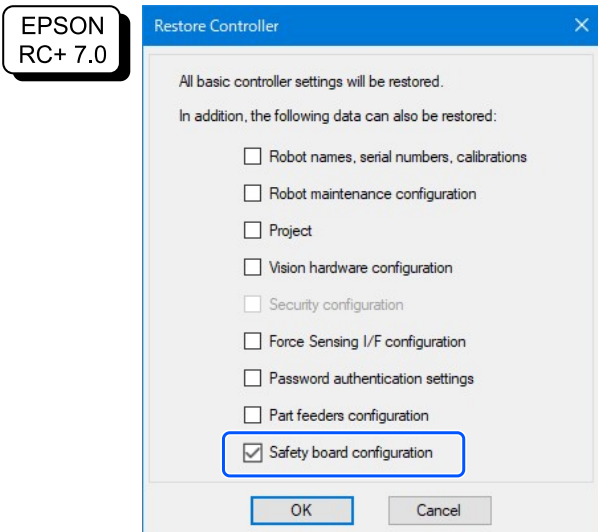 EPSON
RC+ 7.0
Restore Controller
All basic controller settings will be restored.
In addition, the following data can also be restored:
Robot names, serial numbers, calibrations
Robot maintenance configuration
Project
Vision hardware configuration
Security configuration
Force Sensing I/F configuration
Password authentication settings
Part feeders configuration
Safety board configuration
OK
Cancel